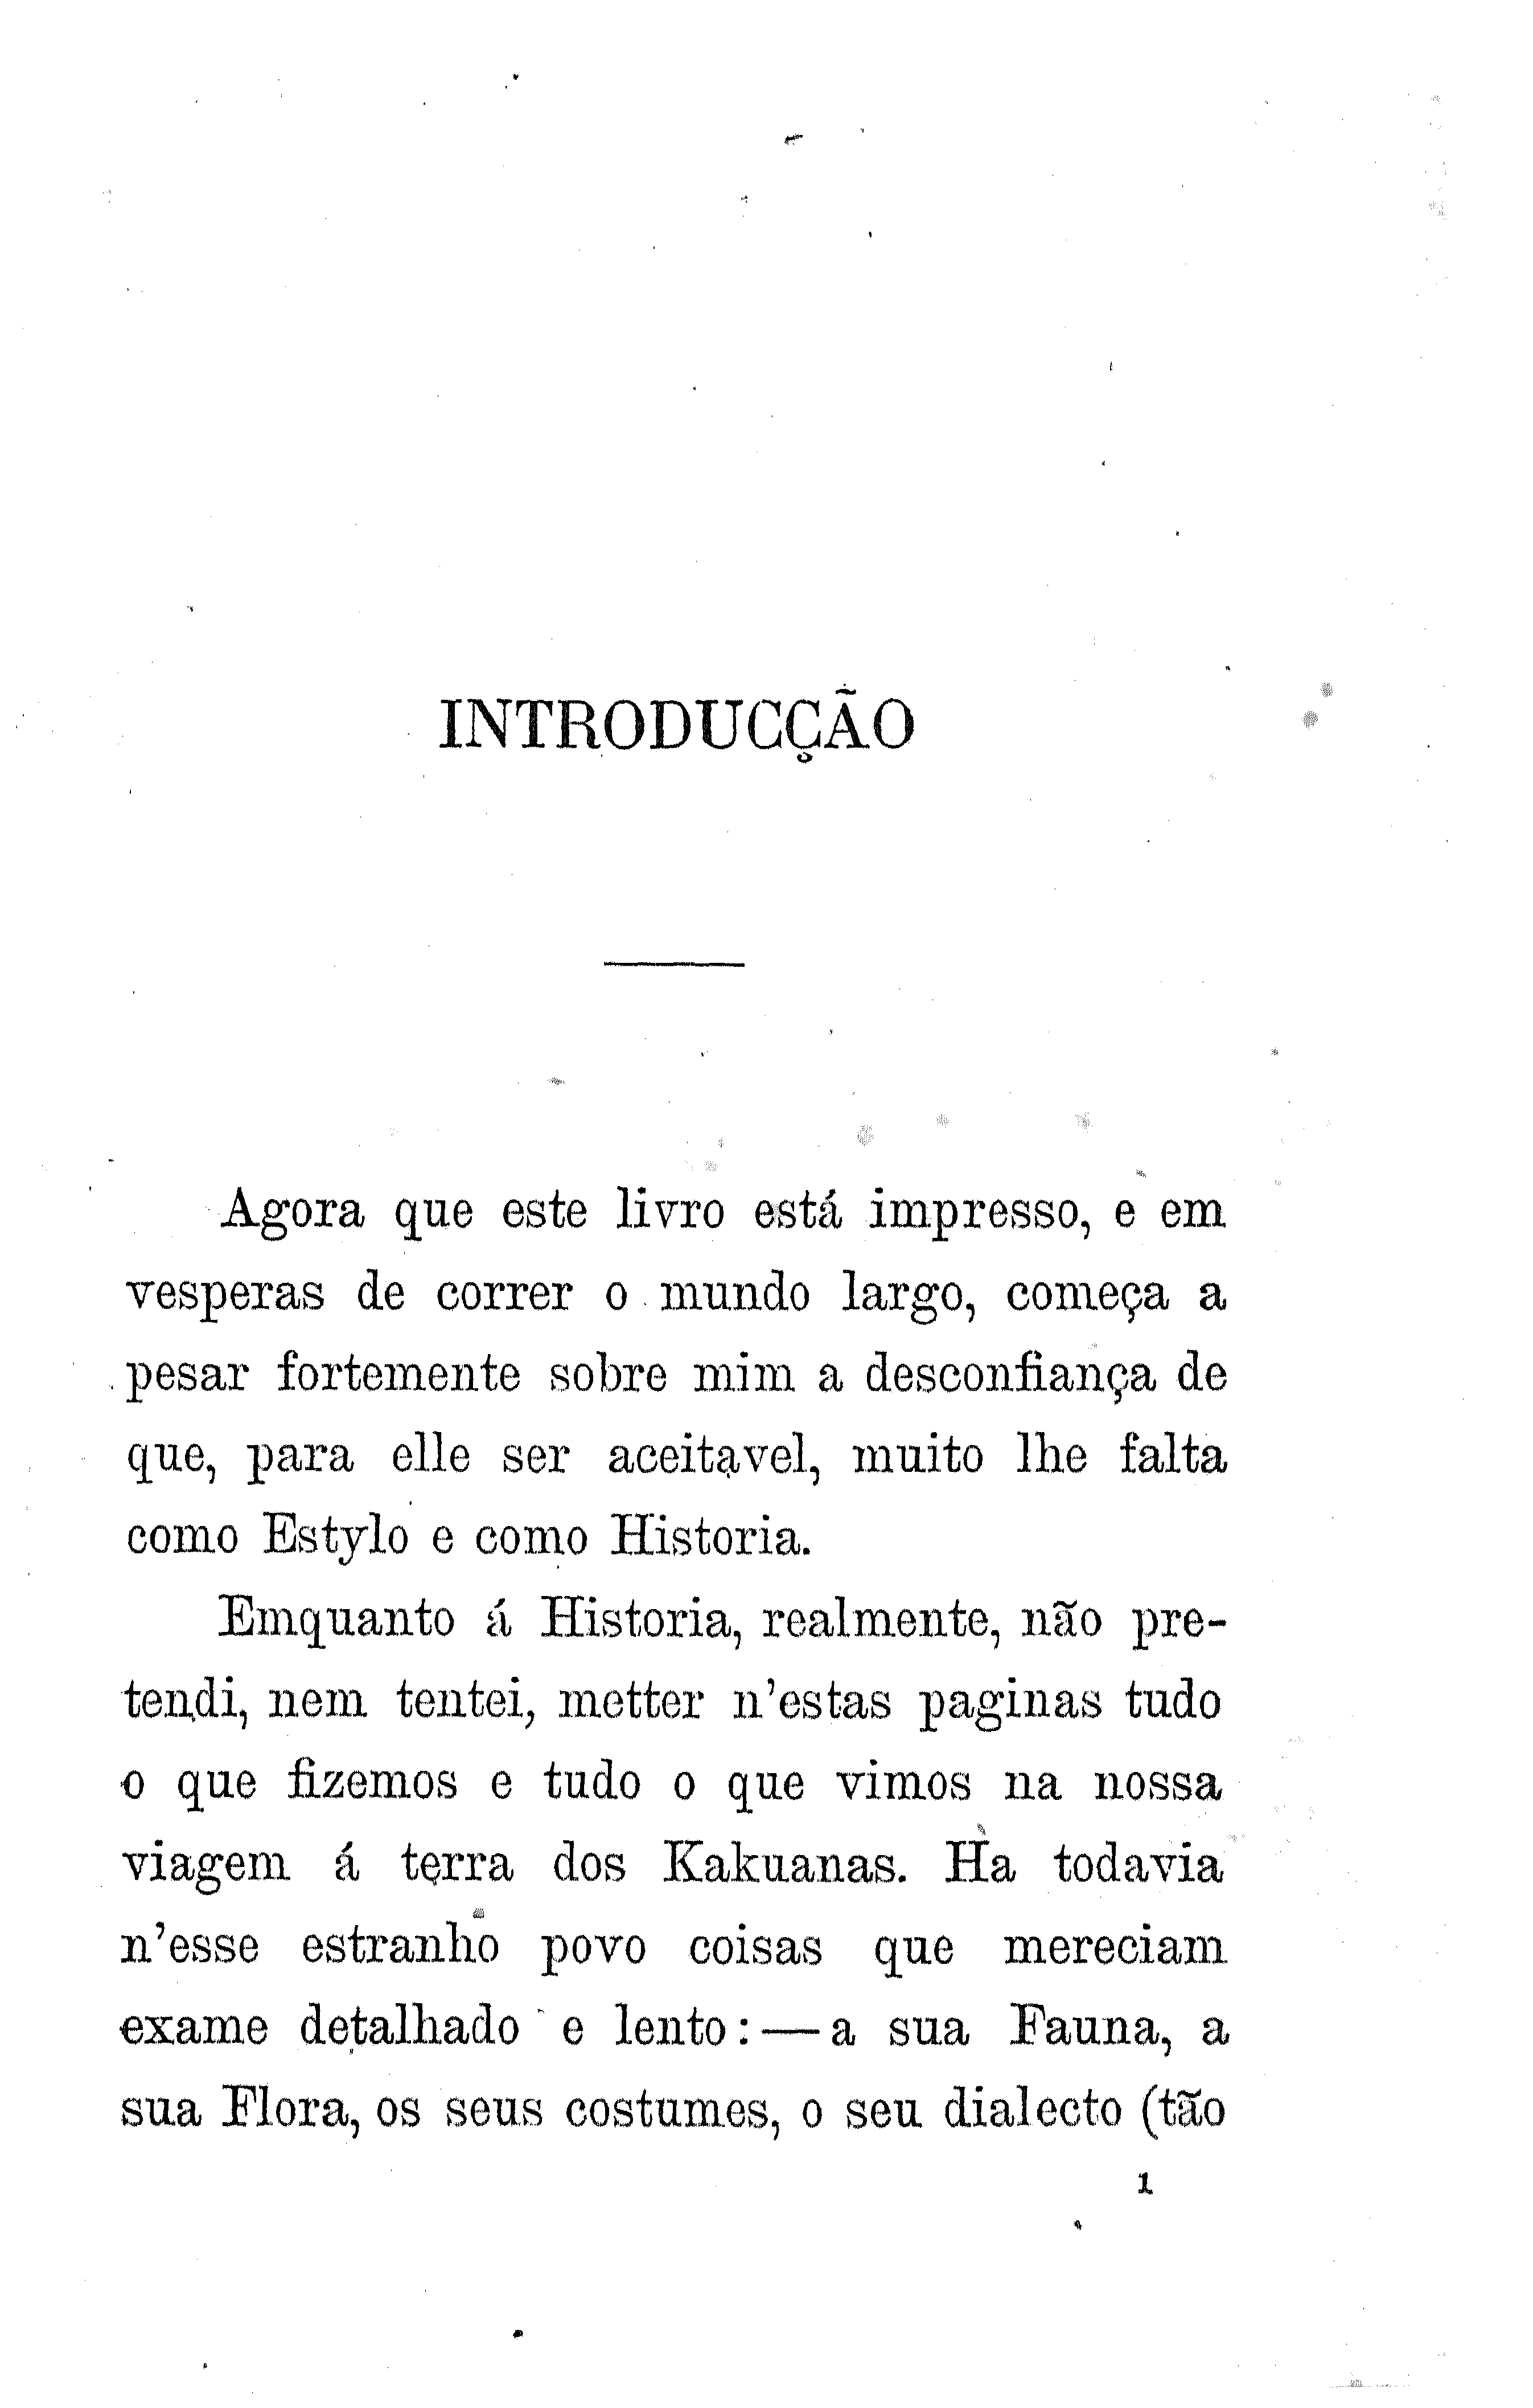 INTRODUCÇÃO
Agora que este livro está impresso, e em
vesperas de correr o mundo largo, começa a
pesar fortemente sobre mim a desconfiança de
que, para elle ser aceitavel, muito lhe falta
como Estylo e como Historia.
Emquanto á Historia, realmente, não pre-
tendi, nem tentei, metter n'estas paginas tudo
o que fizemos e tudo o que vimos na nossa
viagem á terra dos Kakuanas. Ha todavia
n'esse estranho povo coisas que mereciam
exame detalhado e lento:—a sua Fauna, a
sua Flora, os seus costumes, o seu dialecto (tão
1